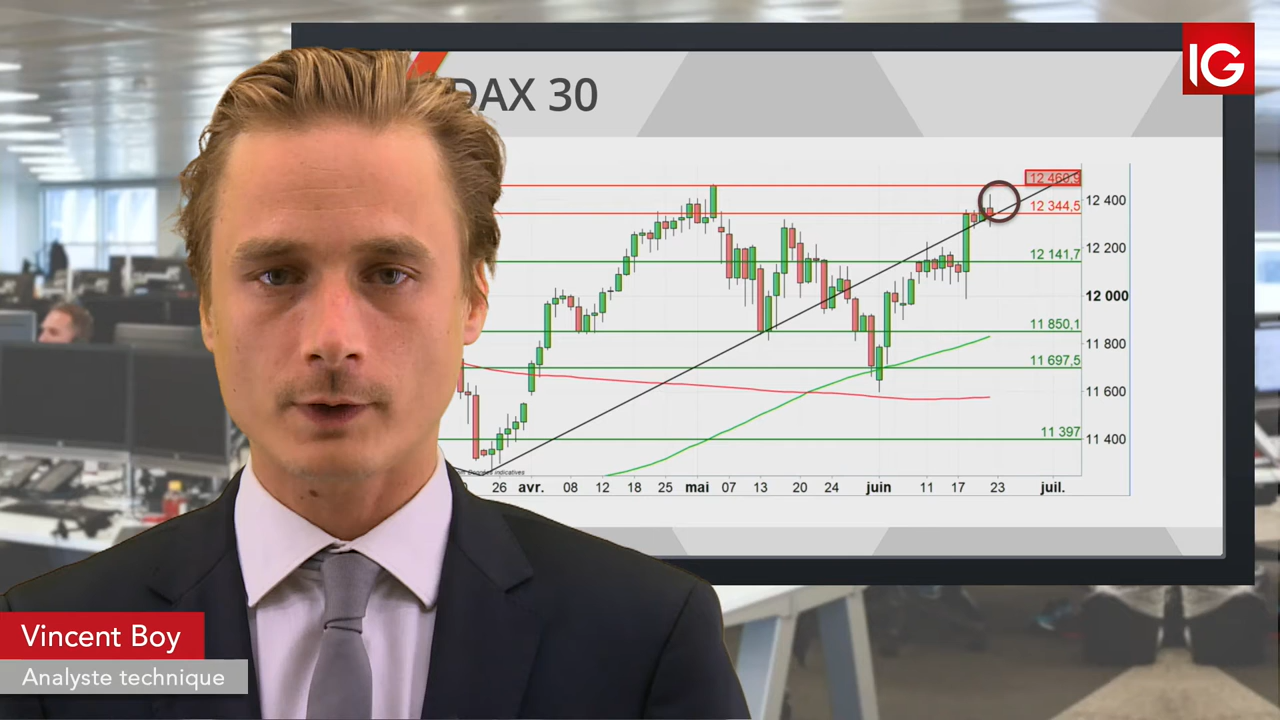 IG
DAX 30
12 460,9
12 344,5
12 141,7
11 850,1
11 697,5
11 397
12 400
12 200
12 000
11 800
11 600
11 400
Données indicatives
26 avr. 08 12 18 25 mai 07 13 20 24 juin 11 17 23 juil.
Vincent Boy
Analyste technique